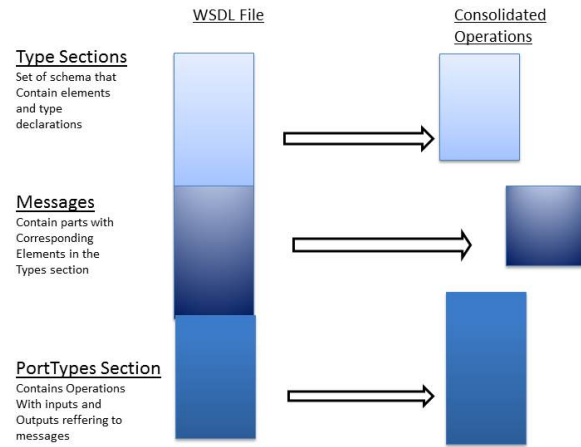 WSDL File
Consolidated
Operations
Type Sections
Set of schema that
Contain elements
and type
declarations
Messages
Contain parts with
Corresponding
Elements in the
Types section
PortTypes Section
Contains Operations
With inputs and
Outputs reffering to
messages